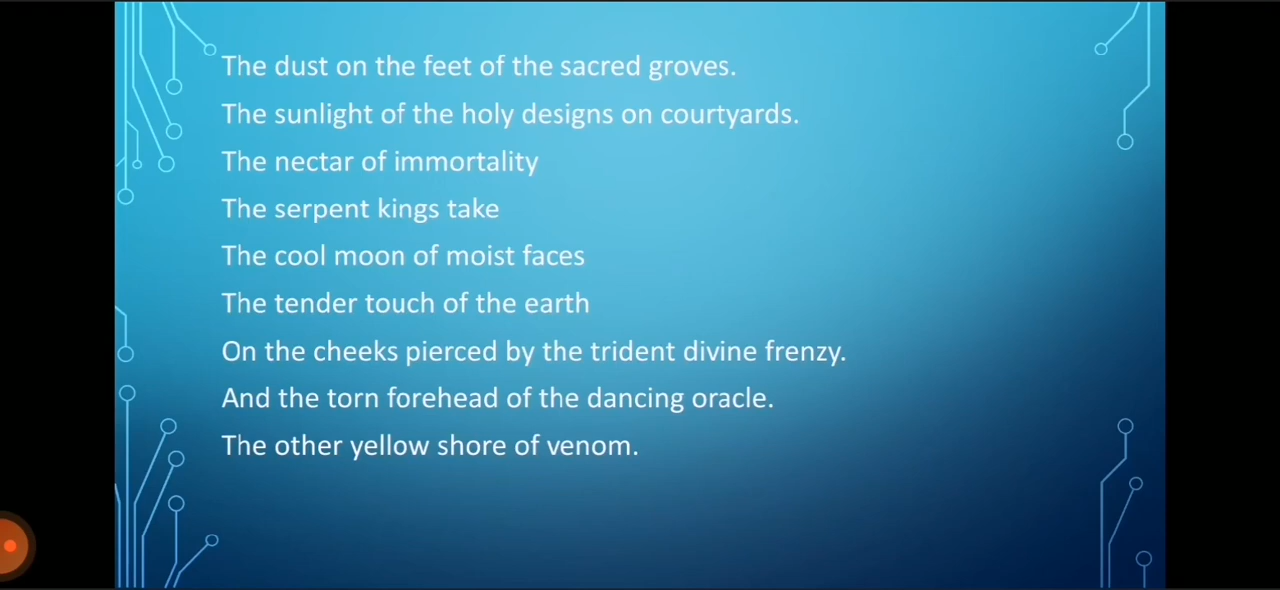 The dust on the feet of the sacred groves.
The sunlight of the holy designs on courtyards.
The nectar of immortality
The serpent kings take
The cool moon of moist faces
The tender touch of the earth
On the cheeks pierced by the trident divine frenzy.
And the torn forehead of the dancing oracle.
The other yellow shore of venom.